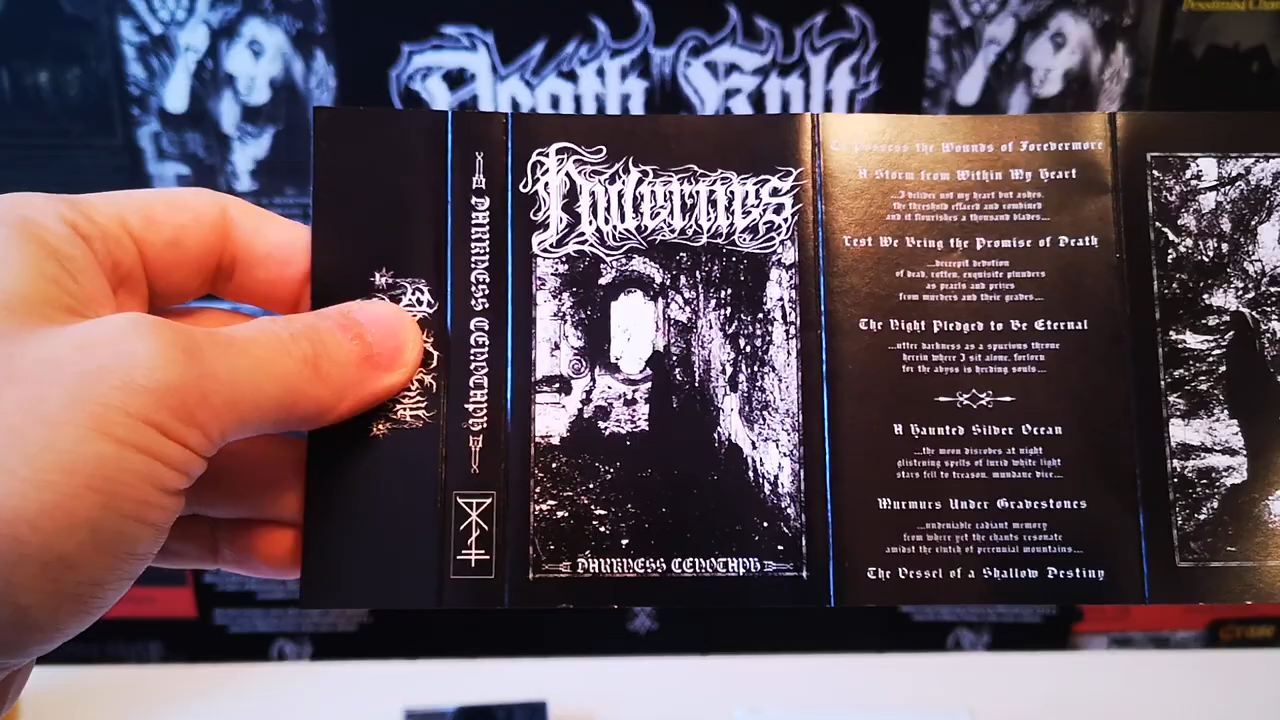 Death Kvlt
DARKNESS CENOTAPH
DARKNESS CENOTAPH
Possess the Wounds of Forevermore
A Storm from Within My Heart
...I deliver not my heart but ashes
the threshold effaced and combined
and it flourishes a thousand blades...
Lest We Bring the Promise of Death
...decrepit devotion
of dead, rotten, exquisite plunders
as pearls and prizes
from murders and their grades...
The Night Pledged to Be Eternal
...utter darkness as a spurious throne
herein where I sit alone, forlorn
for the abyss is herding souls...
A Haunted Silver Ocean
...the moon disrobes at night
glistening spells of lurid white light
stars fell to treason, mundane vice...
Murmurs Under Gravestones
...undeniable radiant memory
from where yet the chants resonate
amidst the clutch of perennial mountains...
The Vessel of a Shallow Destiny